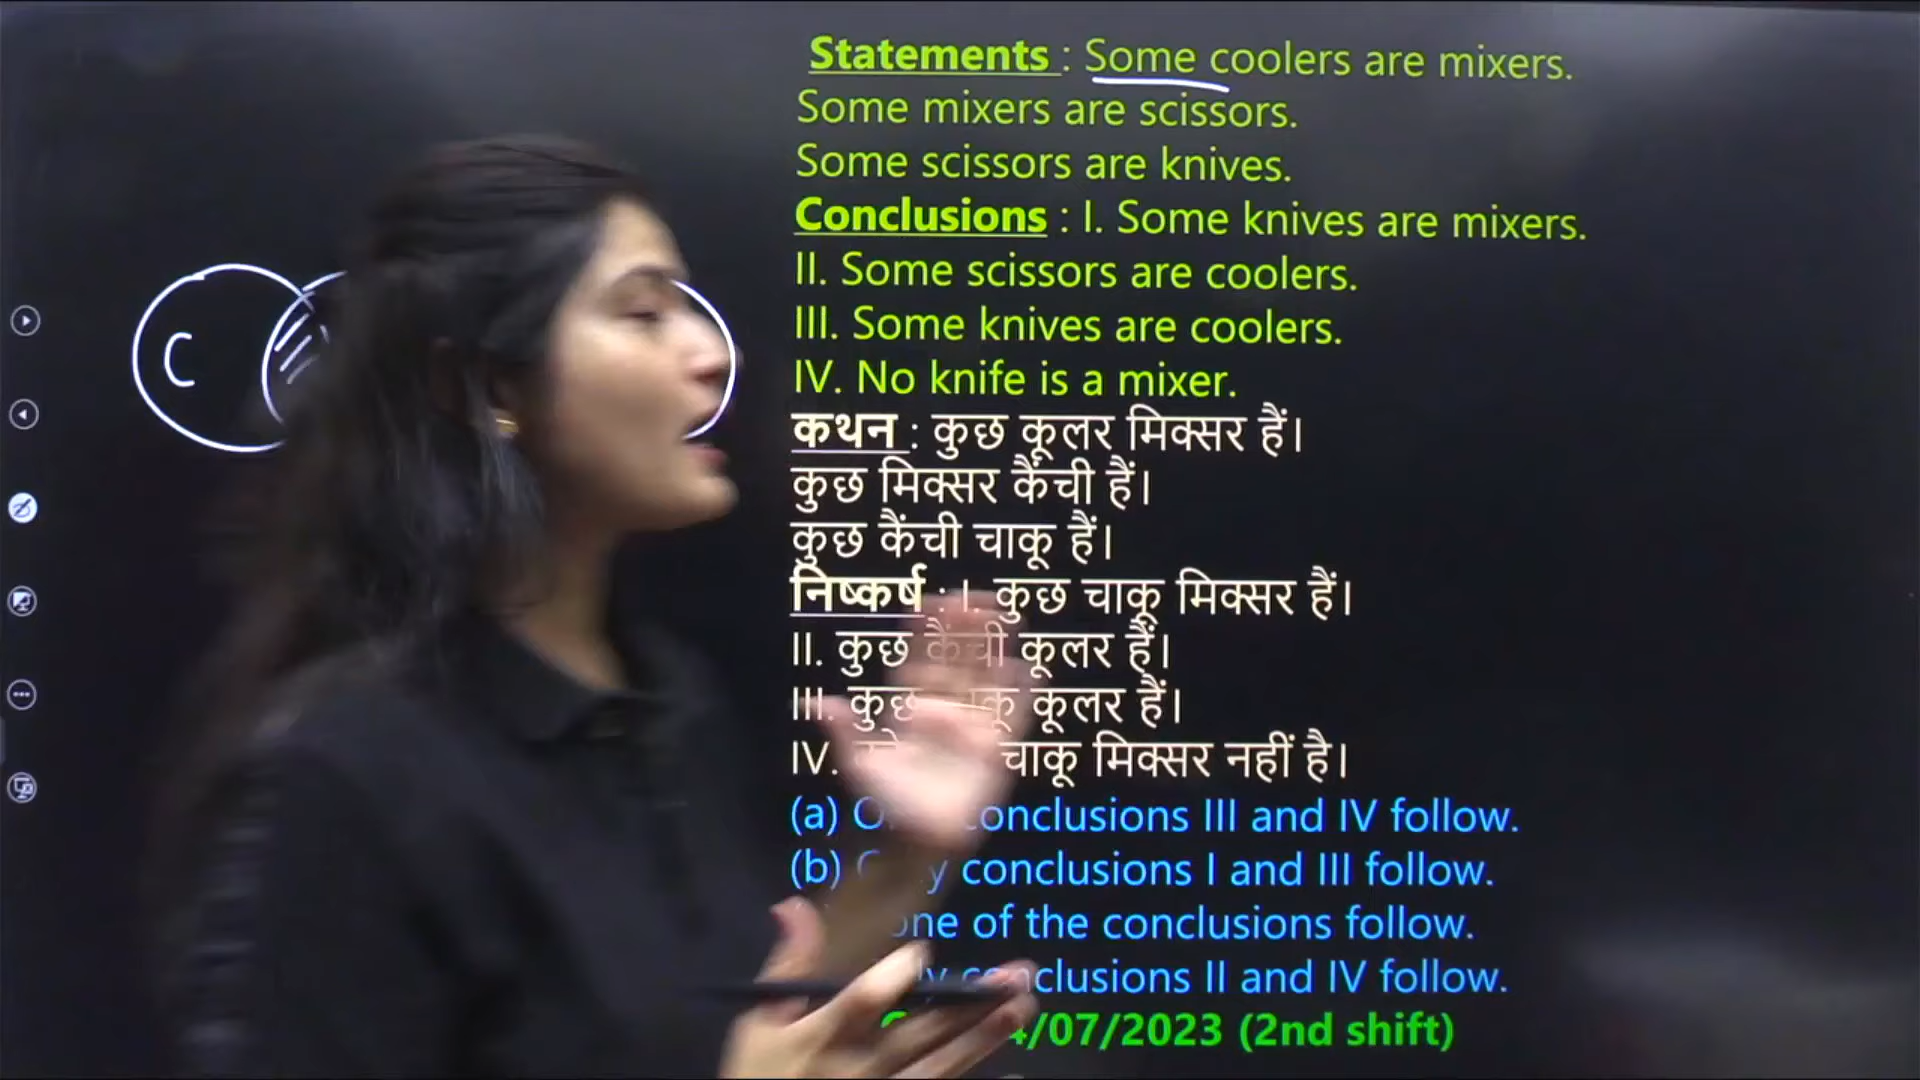 Statements : Some coolers are mixers.
Some mixers are scissors.
Some scissors are knives.
Conclusions : I. Some knives are mixers.
II. Some scissors are coolers.
III. Some knives are coolers.
IV. No knife is a mixer.
C
कथन : कुछ कूलर मिक्सर हैं।
कुछ मिक्सर कैंची हैं।
कुछ कैंची चाकू हैं।
निष्कर्ष : I. कुछ चाकू मिक्सर हैं।
II. कुछ कैंची कूलर हैं।
III. कुछ कूलर हैं।
IV. चाकू मिक्सर नहीं है।
(a) conclusions III and IV follow.
(b) conclusions I and III follow.
of the conclusions follow.
conclusions II and IV follow.
/07/2023 (2nd shift)